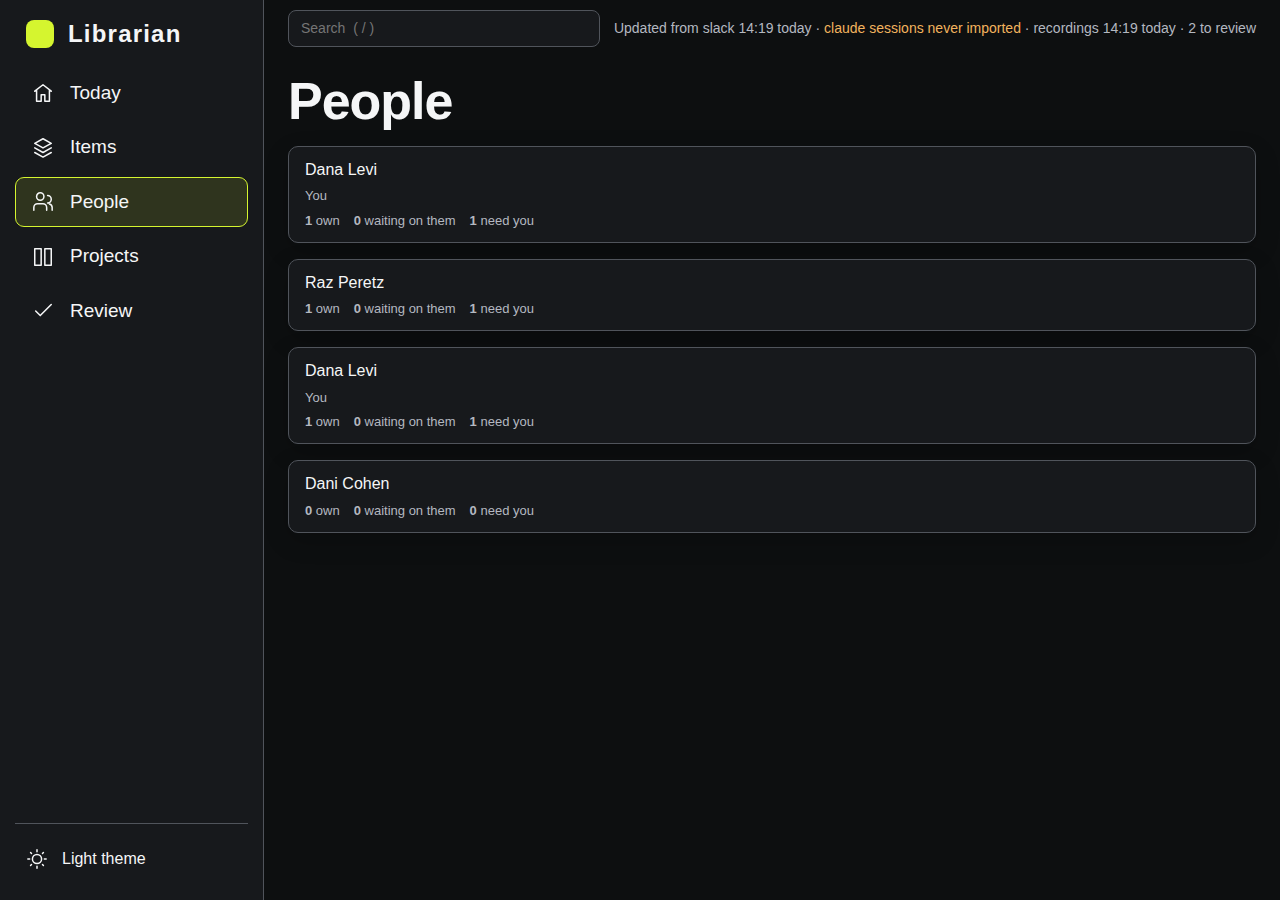 Librarian
Today
Items
People
Projects
Review
Light theme
Search ( / )
Updated from slack 14:19 today · claude sessions never imported · recordings 14:19 today · 2 to review
People
Dana Levi
You
1 own 0 waiting on them 1 need you
Raz Peretz
1 own 0 waiting on them 1 need you
Dana Levi
You
1 own 0 waiting on them 1 need you
Dani Cohen
0 own 0 waiting on them 0 need you